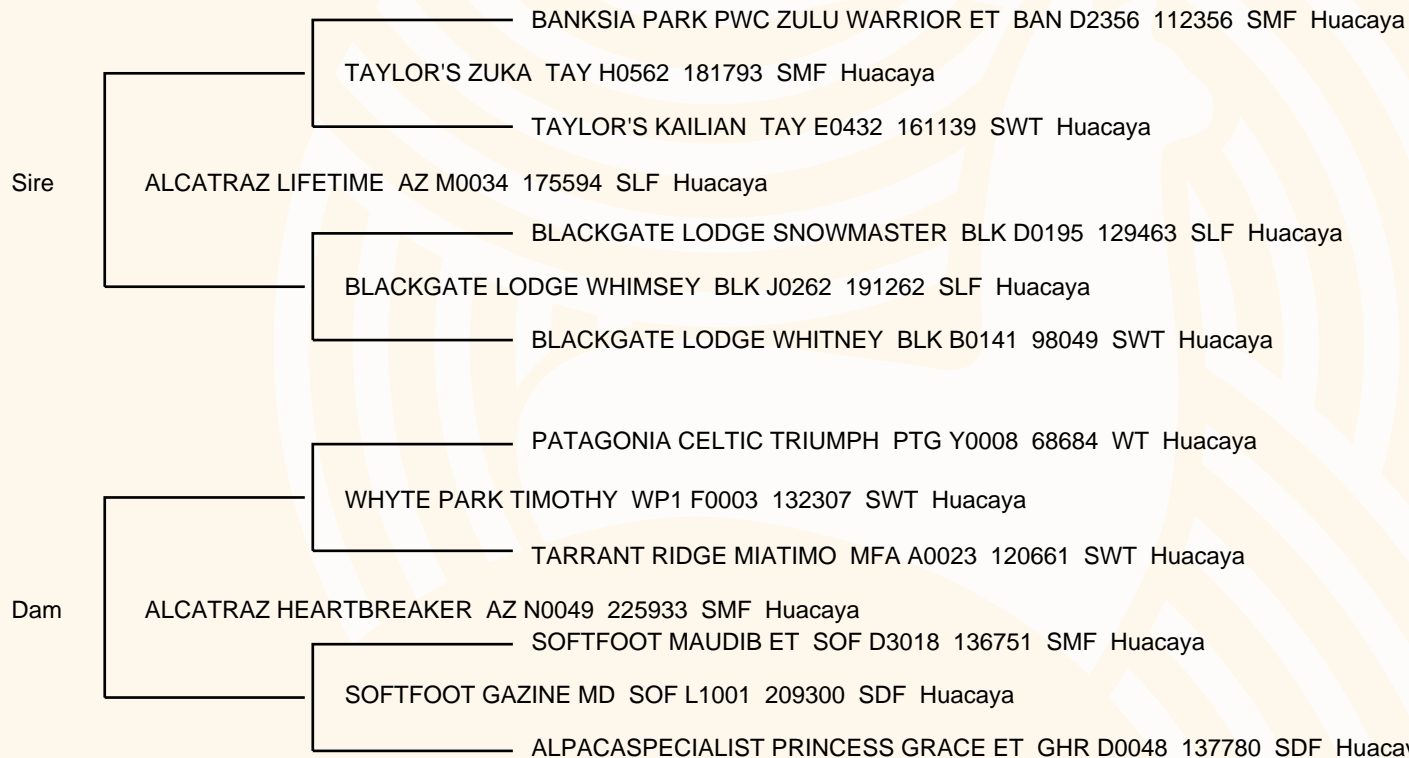 BANKSIA PARK PWC ZULU WARRIOR ET BAN D2356 112356 SMF Huacaya
TAYLOR'S ZUKA TAY H0562 181793 SMF Huacaya
TAYLOR'S KAILIAN TAY E0432 161139 SWT Huacaya
Sire ALCATRAZ LIFETIME AZ M0034 175594 SLF Huacaya
BLACKGATE LODGE SNOWMASTER BLK D0195 129463 SLF Huacaya
BLACKGATE LODGE WHIMSEY BLK J0262 191262 SLF Huacaya
BLACKGATE LODGE WHITNEY BLK B0141 98049 SWT Huacaya
PATAGONIA CELTIC TRIUMPH PTG Y0008 68684 WT Huacaya
WHYTE PARK TIMOTHY WP1 F0003 132307 SWT Huacaya
TARRANT RIDGE MIATIMO MFA A0023 120661 SWT Huacaya
Dam ALCATRAZ HEARTBREAKER AZ N0049 225933 SMF Huacaya
SOFTFOOT MAUDIB ET SOF D3018 136751 SMF Huacaya
SOFTFOOT GAZINE MD SOF L1001 209300 SDF Huacaya
ALPACASPECIALIST PRINCESS GRACE ET GHR D0048 137780 SDF